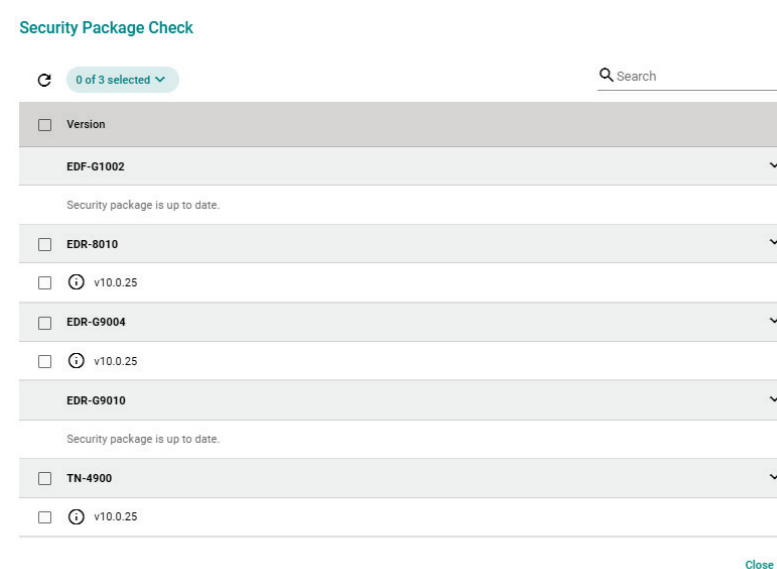 Security Package Check
0 of 3 selected
Search
Version
EDF-G1002
Security package is up to date.
EDR-8010
v10.0.25
EDR-G9004
v10.0.25
EDR-G9010
Security package is up to date.
TN-4900
v10.0.25
Close